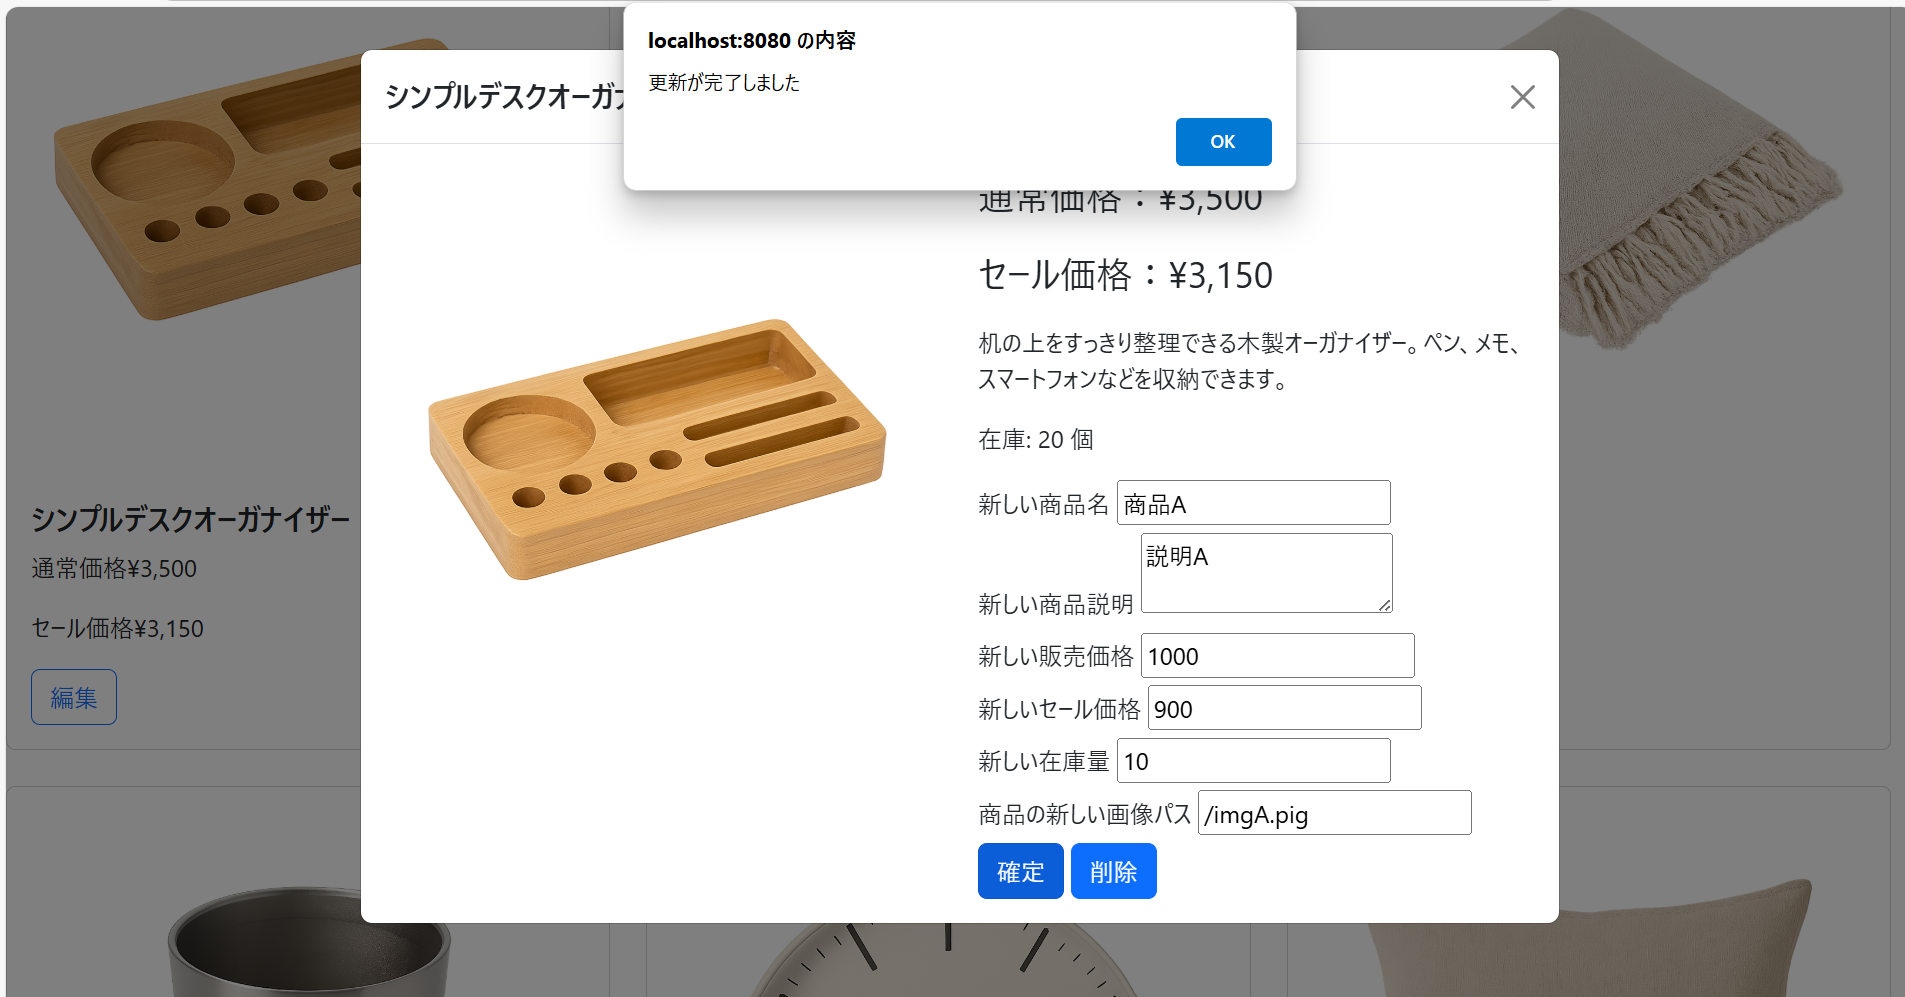 localhost:8080 の内容
更新が完了しました
OK
シンプルデスクオーガ
通常価格：¥3,500
セール価格：¥3,150
机の上をすっきり整理できる木製オーガナイザー。ペン、メモ、
スマートフォンなどを収納できます。
在庫: 20 個
新しい商品名 商品A
新しい商品説明 説明A
新しい販売価格 1000
新しいセール価格 900
新しい在庫量 10
商品の新しい画像パス /imgA.pig
確定 削除
シンプルデスクオーガナイザー
通常価格¥3,500
セール価格¥3,150
編集